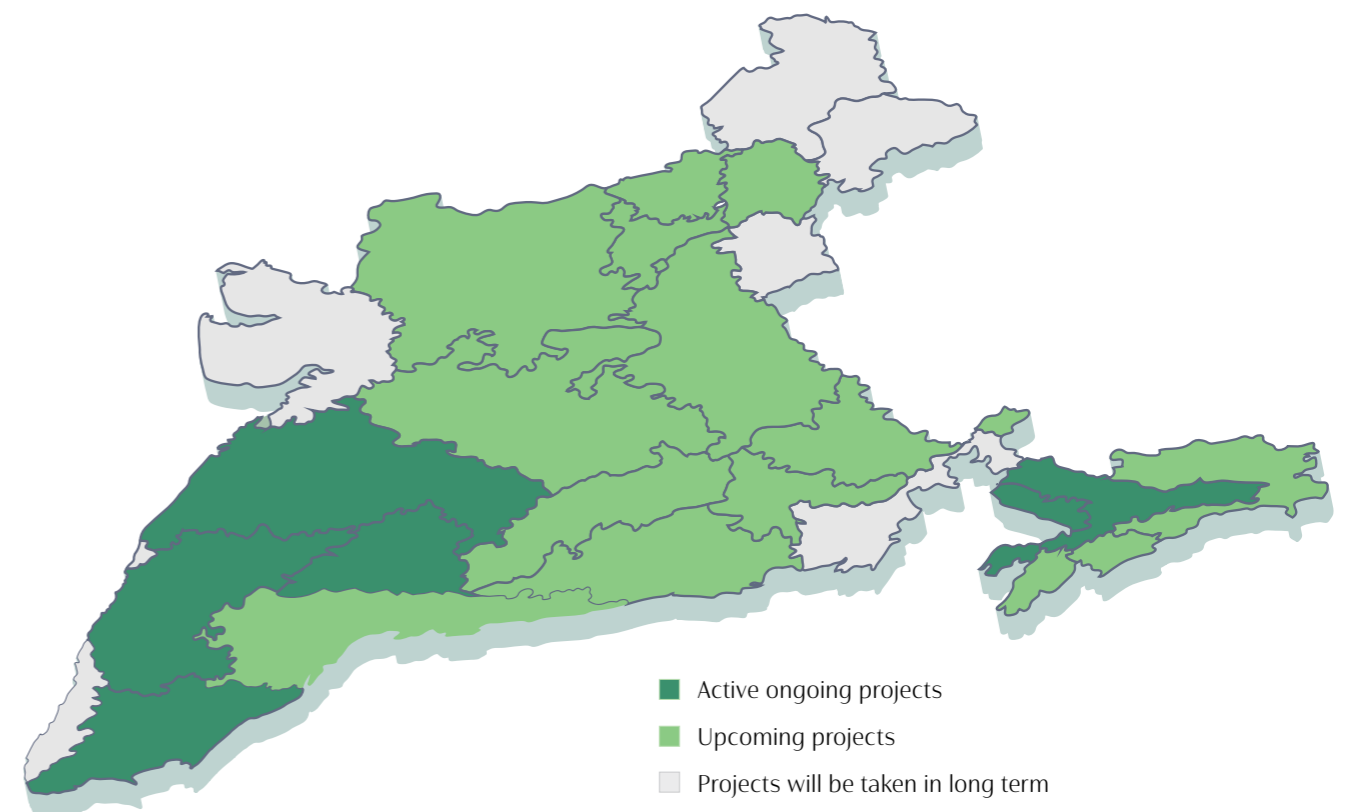 Active ongoing projects
Upcoming projects
Projects will be taken in long term